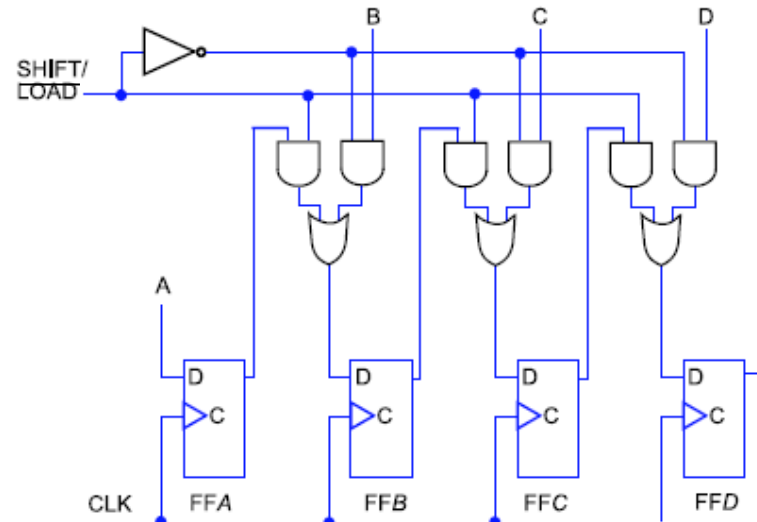 B C D
SHIFT/
LOAD
A
D D D D
C C C C
CLK FFA FFB FFC FFD